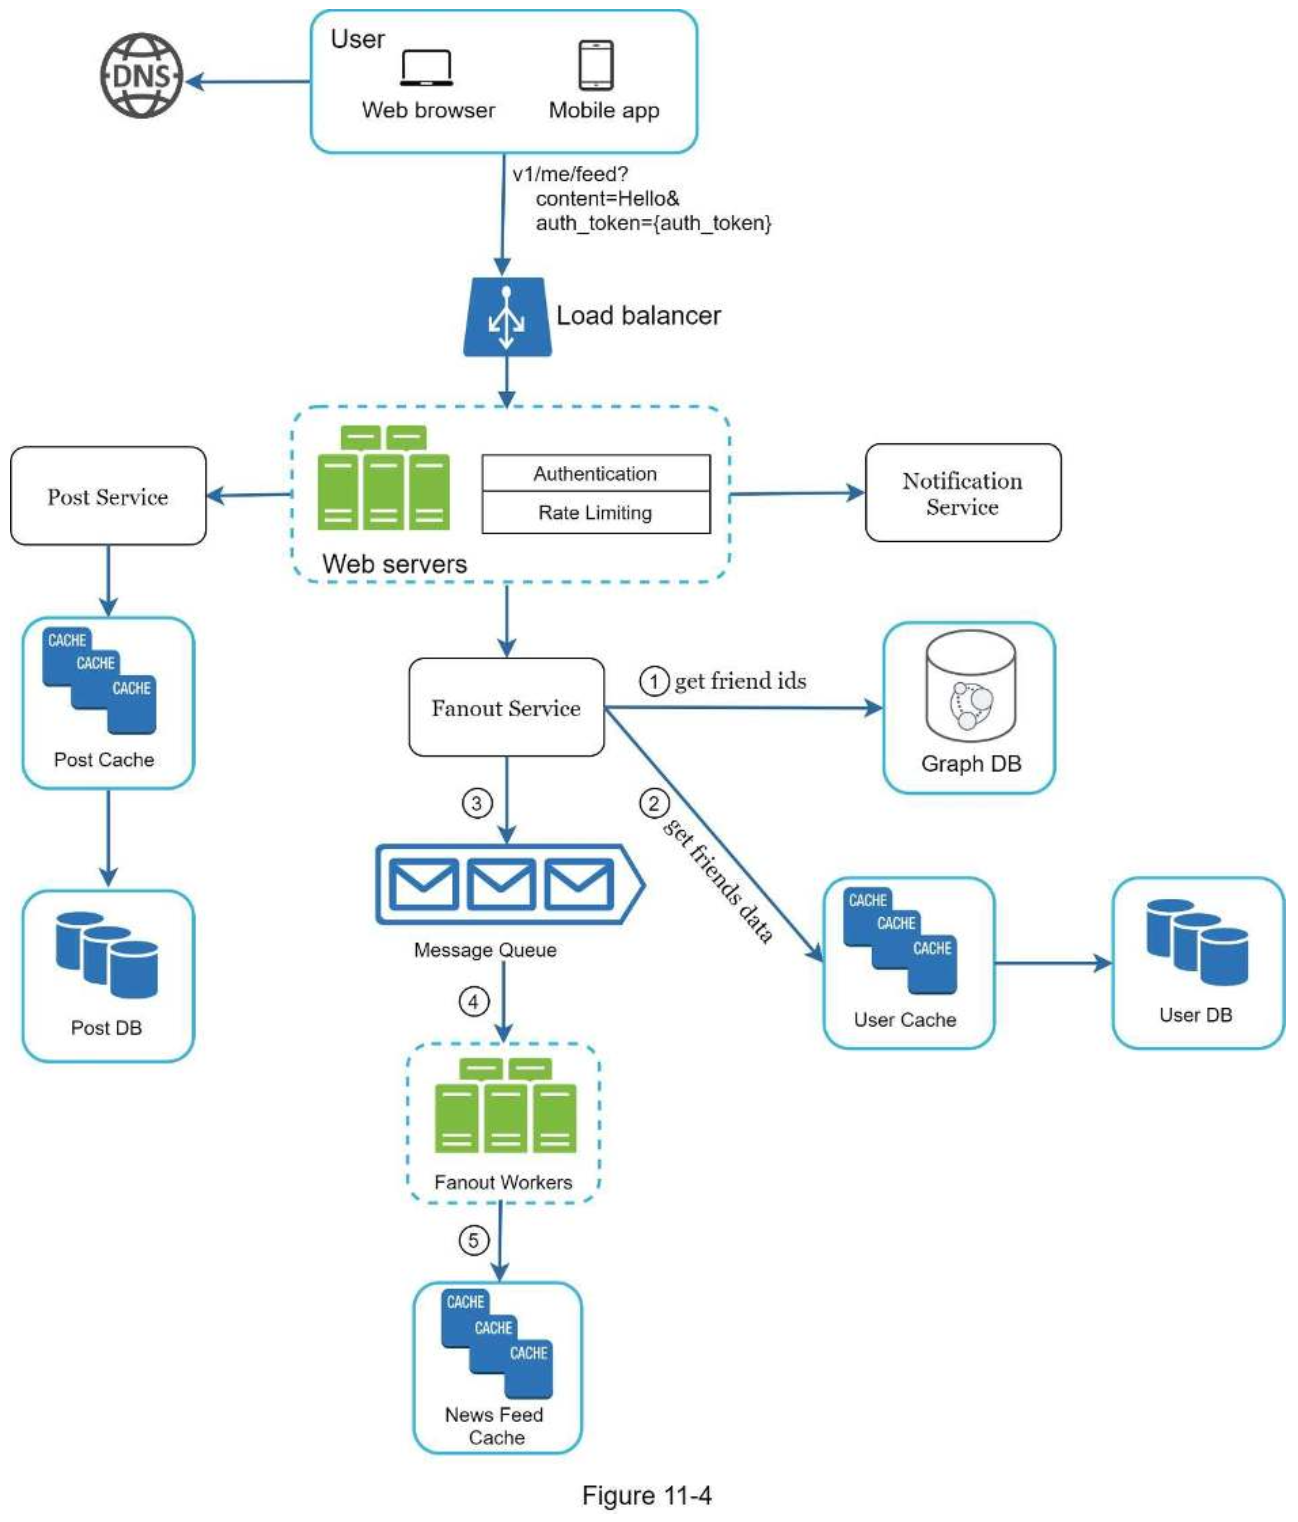 DNS
User
Web browser
Mobile app
v1/me/feed?
content=Hello&
auth_token={auth_token}
Load balancer
Authentication
Rate Limiting
Web servers
Post Service
Notification
Service
CACHE
CACHE
CACHE
Post Cache
Post DB
Fanout Service
1 get friend ids
Graph DB
2
get friends data
3
Message Queue
CACHE
CACHE
CACHE
User Cache
User DB
4
Fanout Workers
5
CACHE
CACHE
CACHE
News Feed
Cache
Figure 11-4